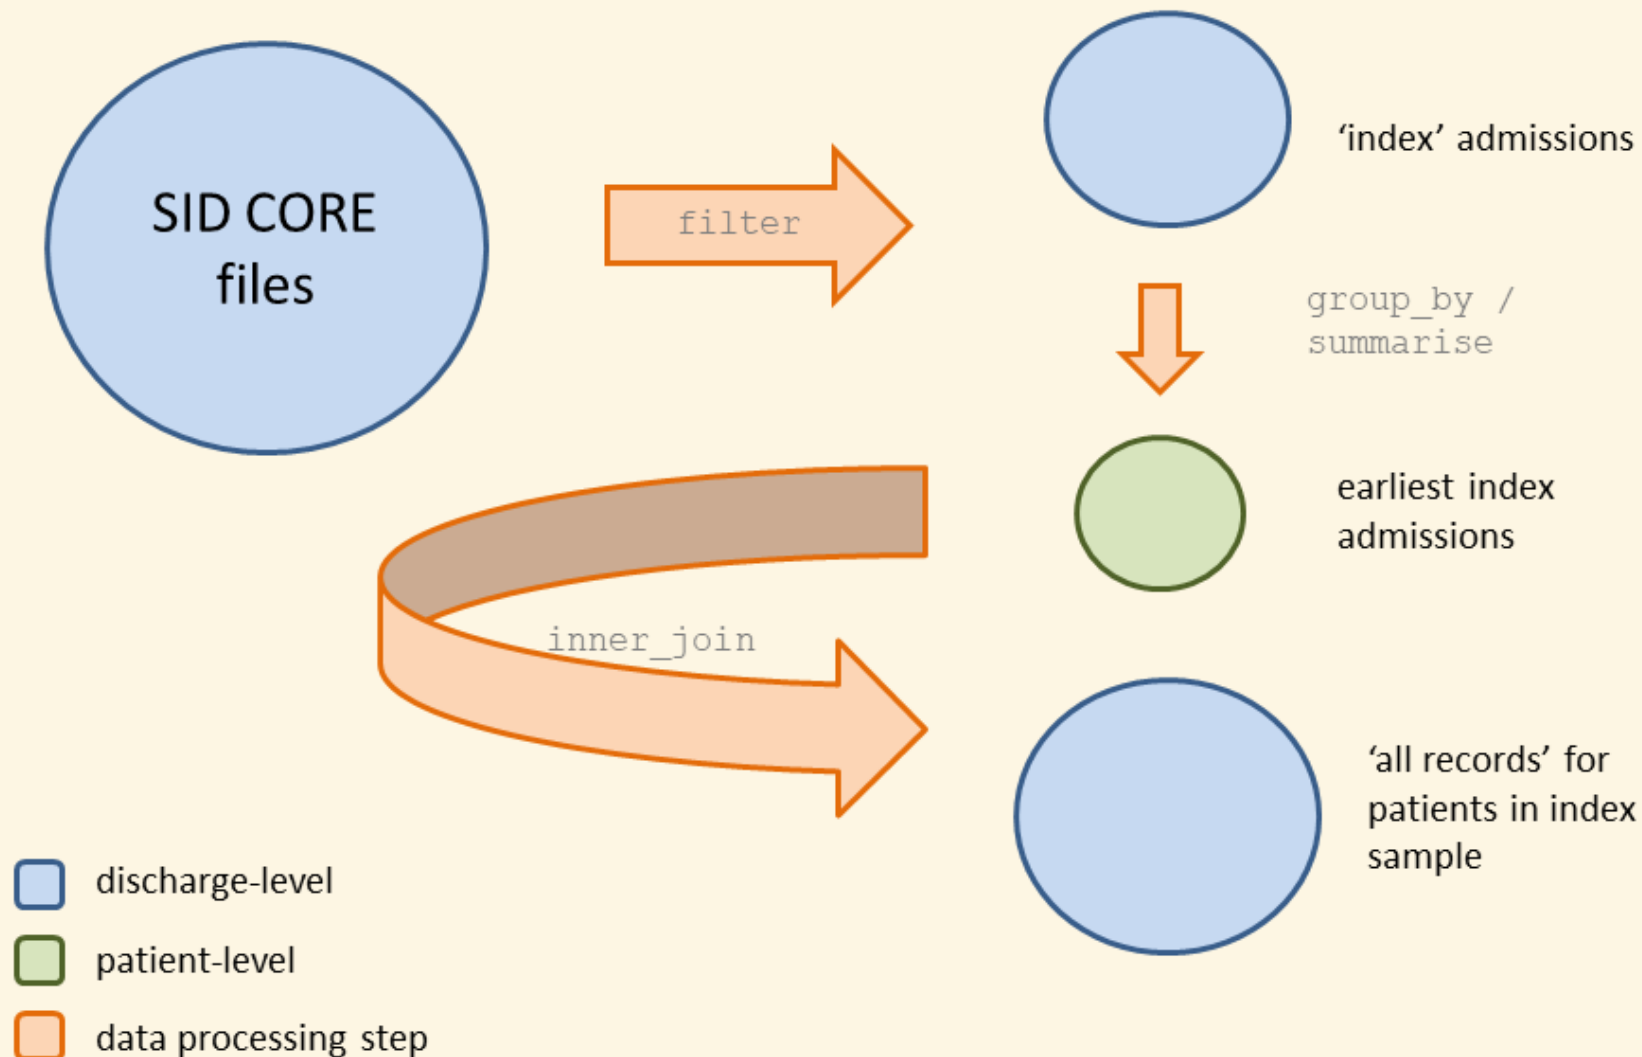 SID CORE
files
filter
‘index’ admissions
group_by /
summarise
earliest index
admissions
inner_join
‘all records’ for
patients in index
sample
discharge-level
patient-level
data processing step